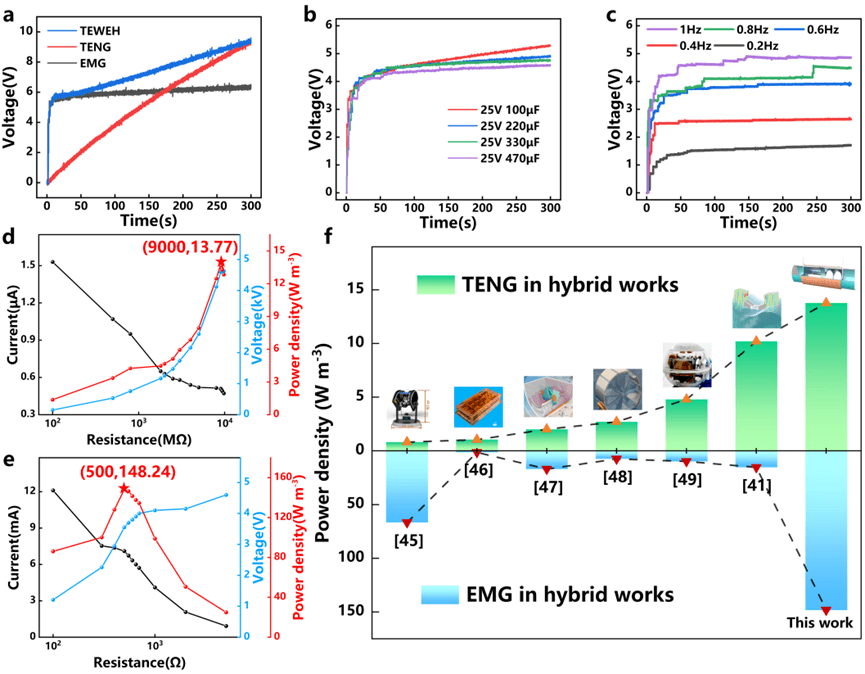 a
TEWEH
TENG
EMG
10
8
6
4
2
0
Voltage(V)
0 50 100 150 200 250 300
Time(s)
b
6
5
4
3
2
1
0
Voltage(V)
25V 100μF
25V 220μF
25V 330μF
25V 470μF
0 50 100 150 200 250 300
Time(s)
c
1Hz 0.8Hz 0.6Hz
0.4Hz 0.2Hz
6
5
4
3
2
1
0
Voltage(V)
0 50 100 150 200 250 300
Time(s)
d
(9000,13.77)
1.5
1.2
0.9
0.6
0.3
Current(μA)
5
4
3
2
1
0
Voltage(kV)
15
12
9
6
3
0
Power density(W m⁻³)
10² 10³ 10⁴
Resistance(MΩ)
e
(500,148.24)
12
9
6
3
0
Current(mA)
5
4
3
2
1
0
Voltage(V)
160
120
80
40
0
Power density(W m⁻³)
10² 10³
Resistance(Ω)
f
TENG in hybrid works
15
10
5
0
50
100
150
Power density (W m⁻³)
[45]
[46]
[47]
[48]
[49]
[41]
This work
EMG in hybrid works